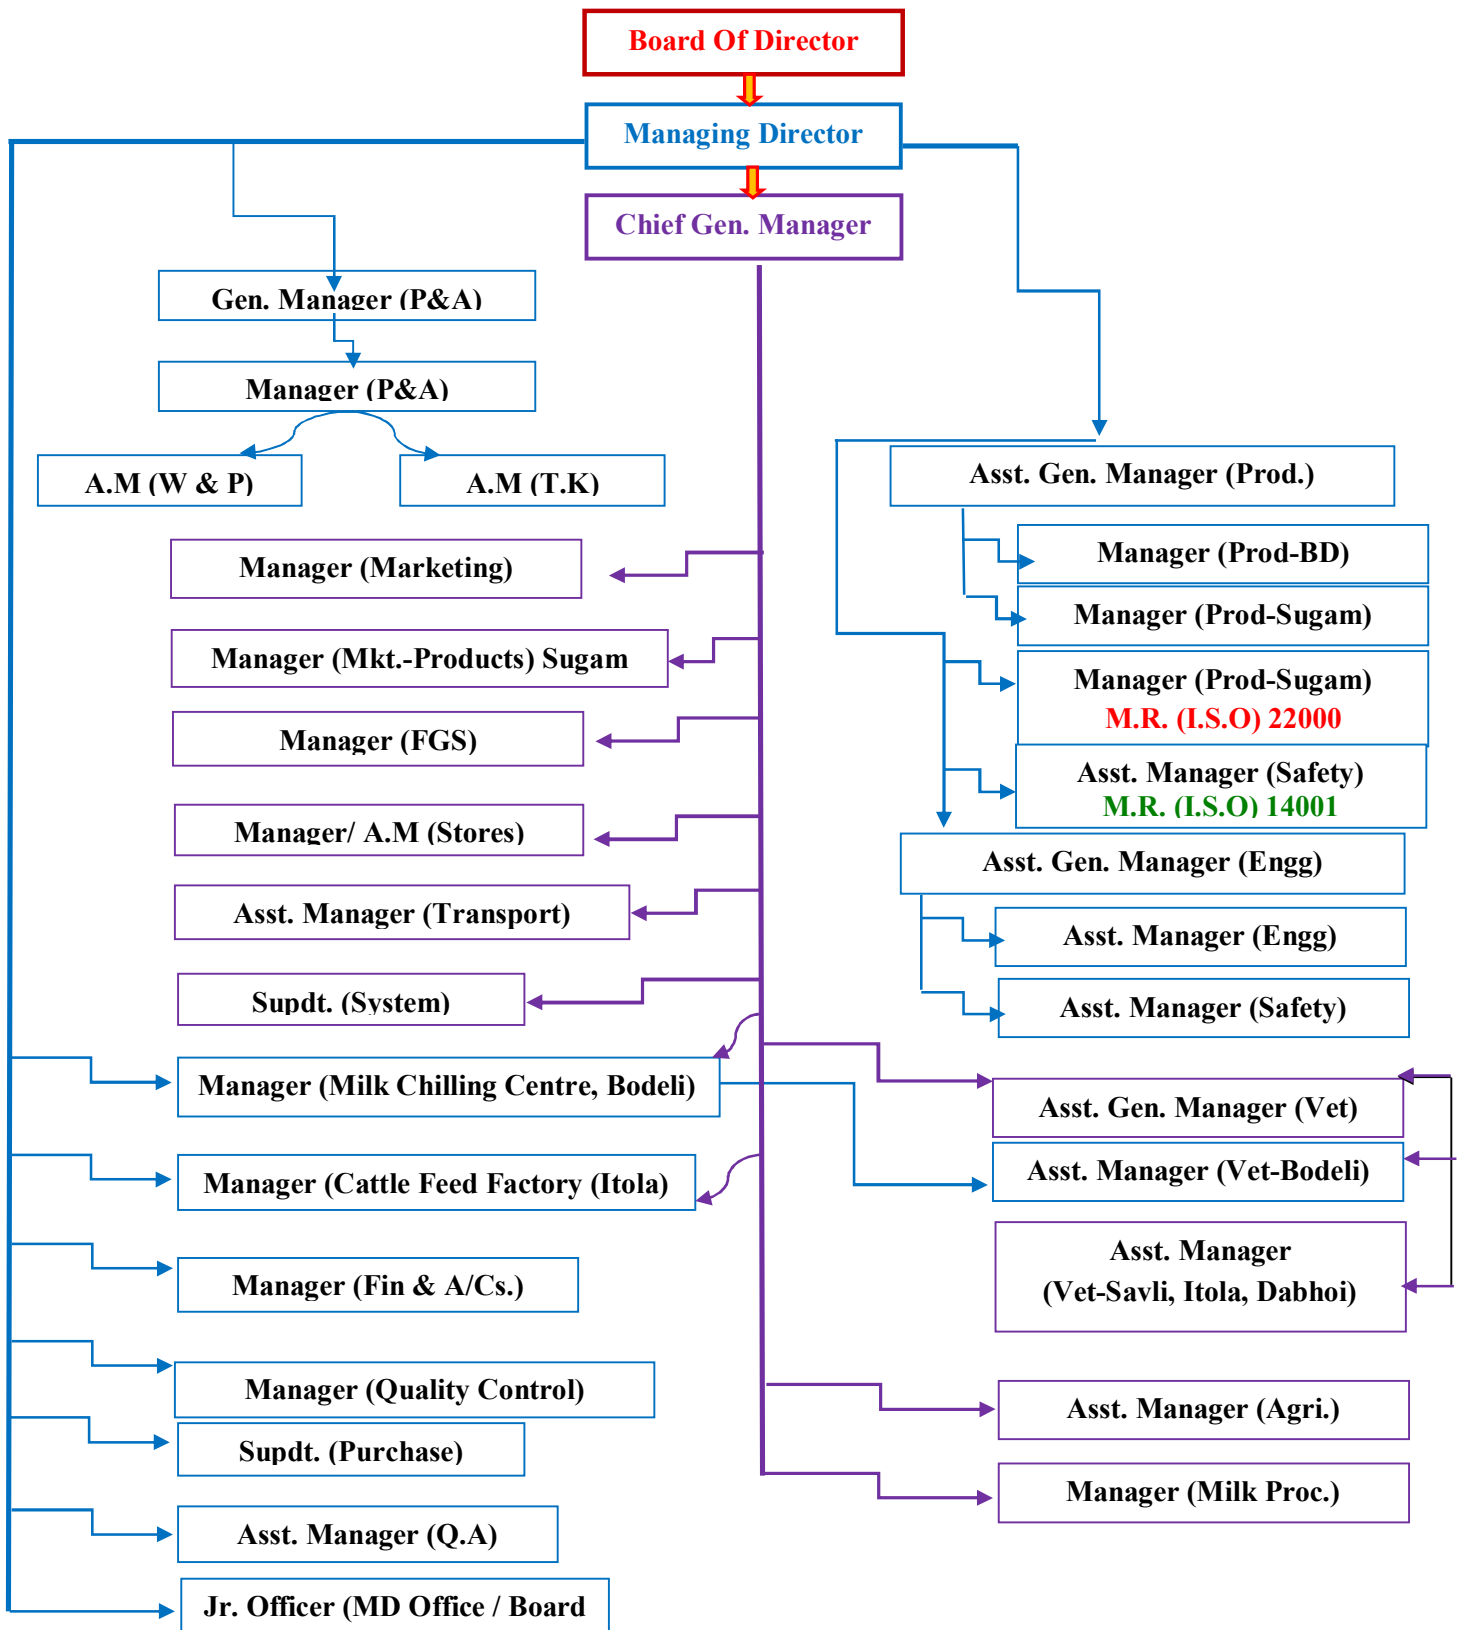 Board Of Director
Managing Director
Chief Gen. Manager
Gen. Manager (P&A)
Manager (P&A)
A.M (W & P)
A.M (T.K)
Asst. Gen. Manager (Prod.)
Manager (Prod-BD)
Manager (Prod-Sugam)
Manager (Prod-Sugam)
M.R. (I.S.O) 22000
Asst. Manager (Safety)
M.R. (I.S.O) 14001
Asst. Gen. Manager (Engg)
Asst. Manager (Engg)
Asst. Manager (Safety)
Manager (Marketing)
Manager (Mkt.-Products) Sugam
Manager (FGS)
Manager/ A.M (Stores)
Asst. Manager (Transport)
Supdt. (System)
Manager (Milk Chilling Centre, Bodeli)
Manager (Cattle Feed Factory (Itola)
Manager (Fin & A/Cs.)
Manager (Quality Control)
Supdt. (Purchase)
Asst. Manager (Q.A)
Jr. Officer (MD Office / Board
Asst. Gen. Manager (Vet)
Asst. Manager (Vet-Bodeli)
Asst. Manager
(Vet-Savli, Itola, Dabhoi)
Asst. Manager (Agri.)
Manager (Milk Proc.)